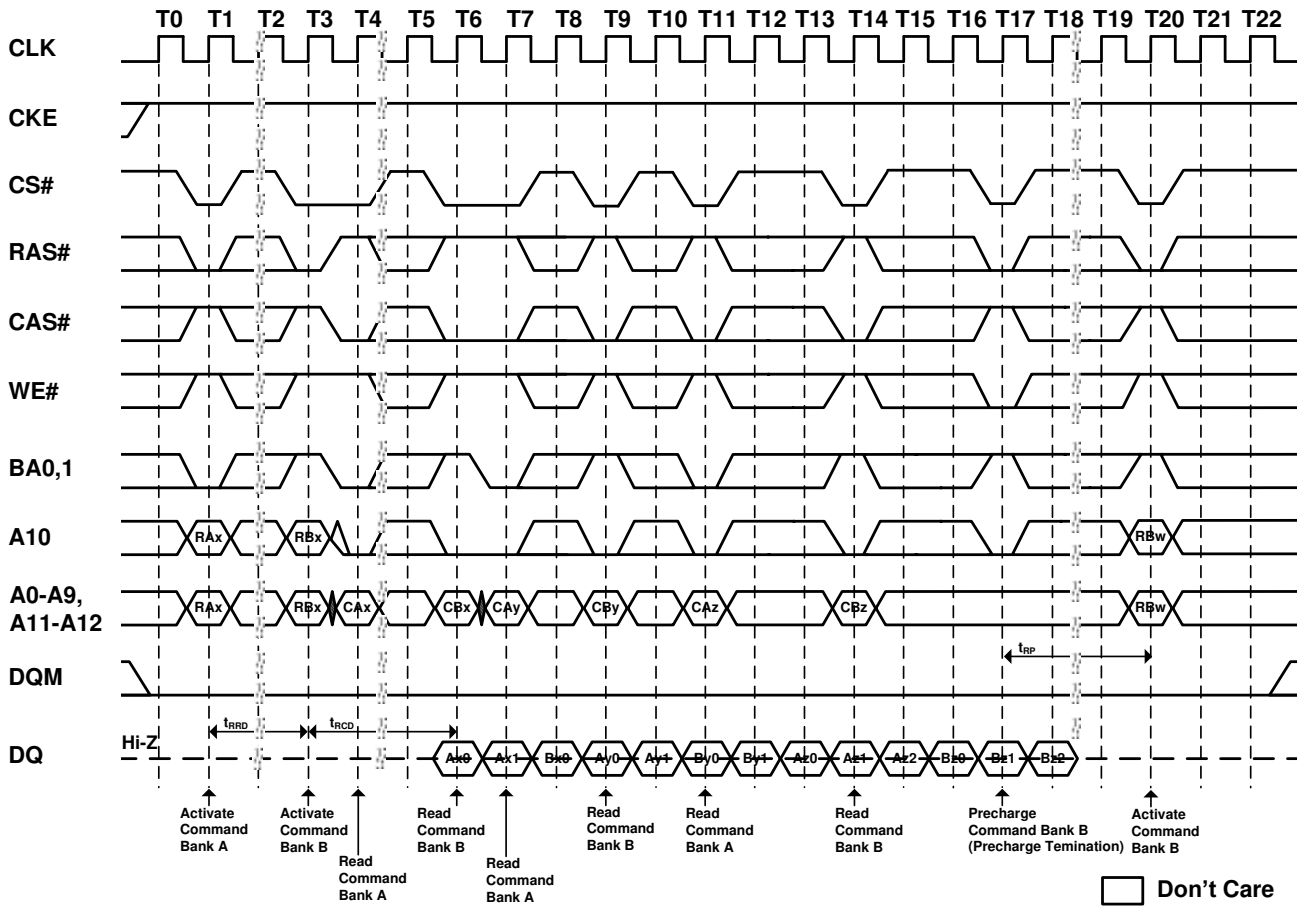 T0 T1 T2 T3 T4 T5 T6 T7 T8 T9 T10 T11 T12 T13 T14 T15 T16 T17 T18 T19 T20 T21 T22
CLK
CKE
CS#
RAS#
CAS#
WE#
BA0,1
A10
RAx RBx RBw
A0-A9,
A11-A12
RAx RBx CAx CBx CAy CBy CAz CBz RBw
tRP
DQM
tRRD tRCD
DQ
Hi-Z
Ax0 Ax1 Bx0 Ay0 Ay1 By0 By1 Az0 Az1 Az2 Bz0 Bz1 Bz2
Activate
Command
Bank A
Activate
Command
Bank B
Read
Command
Bank A
Read
Command
Bank B
Read
Command
Bank A
Read
Command
Bank B
Read
Command
Bank A
Read
Command
Bank B
Precharge
Command Bank B
(Precharge Temination)
Activate
Command
Bank B
Don't Care